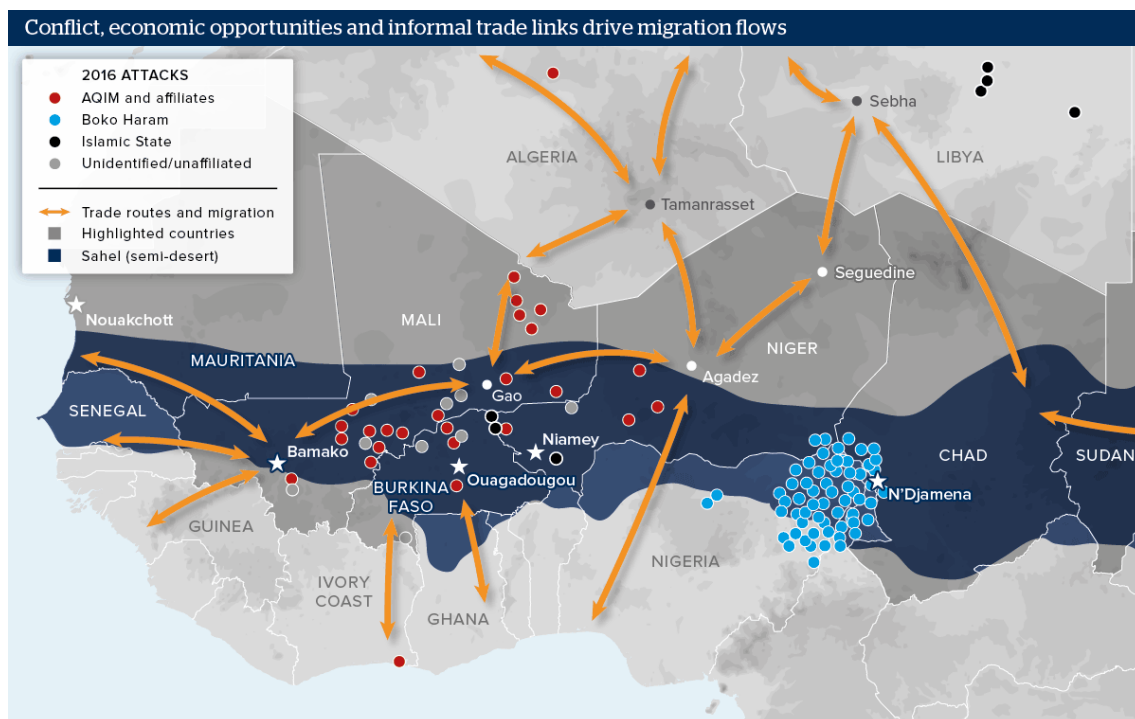 Conflict, economic opportunities and informal trade links drive migration flows
2016 ATTACKS
AQIM and affiliates
Boko Haram
Islamic State
Unidentified/unaffiliated
Trade routes and migration
Highlighted countries
Sahel (semi-desert)
Sebha
ALGERIA
LIBYA
Tamanrasset
Seguedine
Nouakchott
MALI
NIGER
MAURITANIA
Agadez
Gao
SENEGAL
Niamey
Bamako
CHAD
SUDAN
Ouagadougou
BURKINA
FASO
N'Djamena
GUINEA
NIGERIA
IVORY
COAST
GHANA